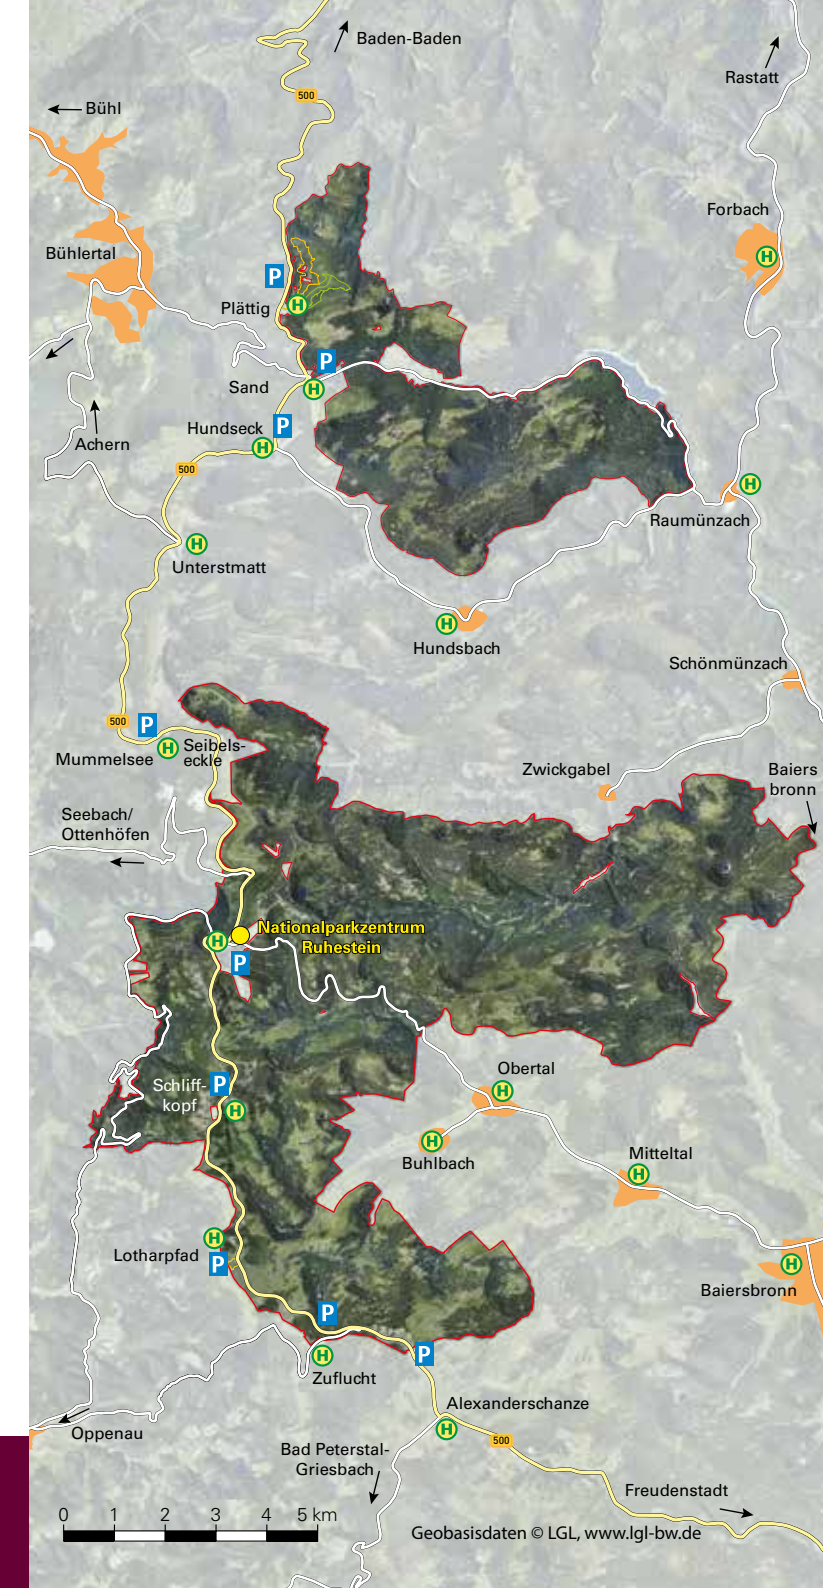 Baden-Baden
Rastatt
500
Bühl
Forbach
H
Bühlertal
P
Plättig
H
P
Sand
H
Hundseck
P
H
Achern
500
H
Raumünzach
H
Unterstmatt
H
Hundsbach
Schönmünzach
500
P
Mummelsee
H
Seibels-
eckle
Zwickgabel
Baiers
bronn
Seebach/
Ottenhöfen
Nationalparkzentrum
Ruhestein
H
P
Obertal
H
Schliff-
kopf
P
H
H
Buhlbach
Mitteltal
H
H
Lotharpfad
P
H
Baiersbronn
P
P
H
Zuflucht
Alexanderschanze
H
Oppenau
500
Bad Peterstal-
Griesbach
Freudenstadt
0 1 2 3 4 5 km
Geobasisdaten © LGL, www.lgl-bw.de